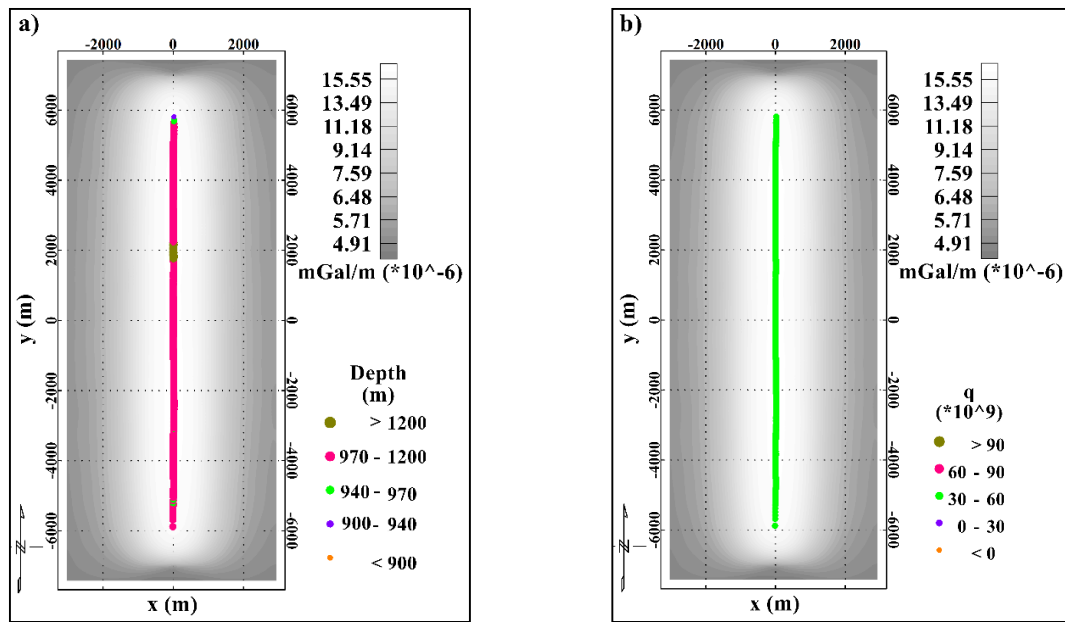 a)
-2000 0 2000
15.55
13.49
11.18
9.14
7.59
6.48
5.71
4.91
mGal/m (*10^-6)
6000
4000
2000
0
-2000
-4000
-6000
6000
4000
2000
0
-2000
-4000
-6000
y (m)
x (m)
N
Depth
(m)
> 1200
970 - 1200
940 - 970
900 - 940
< 900
b)
-2000 0 2000
15.55
13.49
11.18
9.14
7.59
6.48
5.71
4.91
mGal/m (*10^-6)
6000
4000
2000
0
-2000
-4000
-6000
6000
4000
2000
0
-2000
-4000
-6000
y (m)
x (m)
N
q
(*10^9)
> 90
60 - 90
30 - 60
0 - 30
< 0